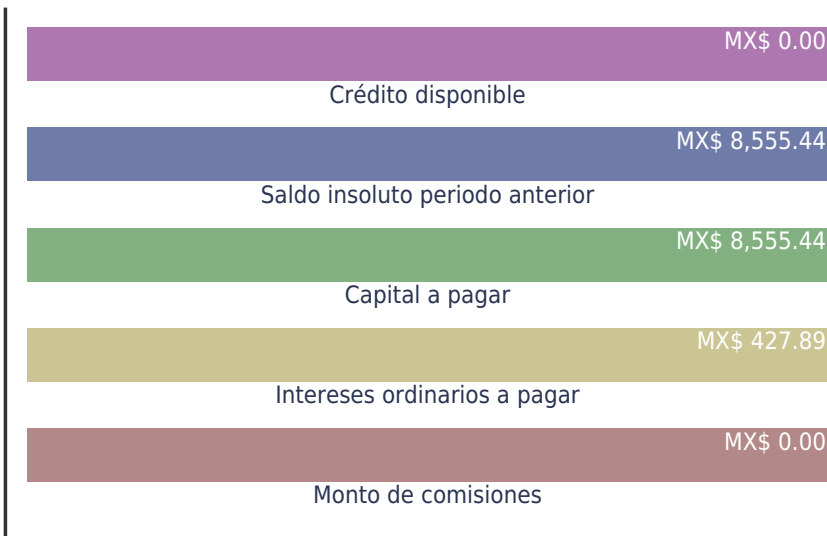 MX$ 0.00
Crédito disponible
MX$ 8,555.44
Saldo insoluto periodo anterior
MX$ 8,555.44
Capital a pagar
MX$ 427.89
Intereses ordinarios a pagar
MX$ 0.00
Monto de comisiones